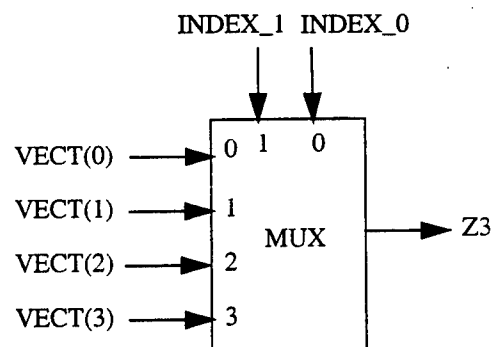 INDEX_1 INDEX_0
1 0
VECT(0) 0
VECT(1) 1
MUX Z3
VECT(2) 2
VECT(3) 3